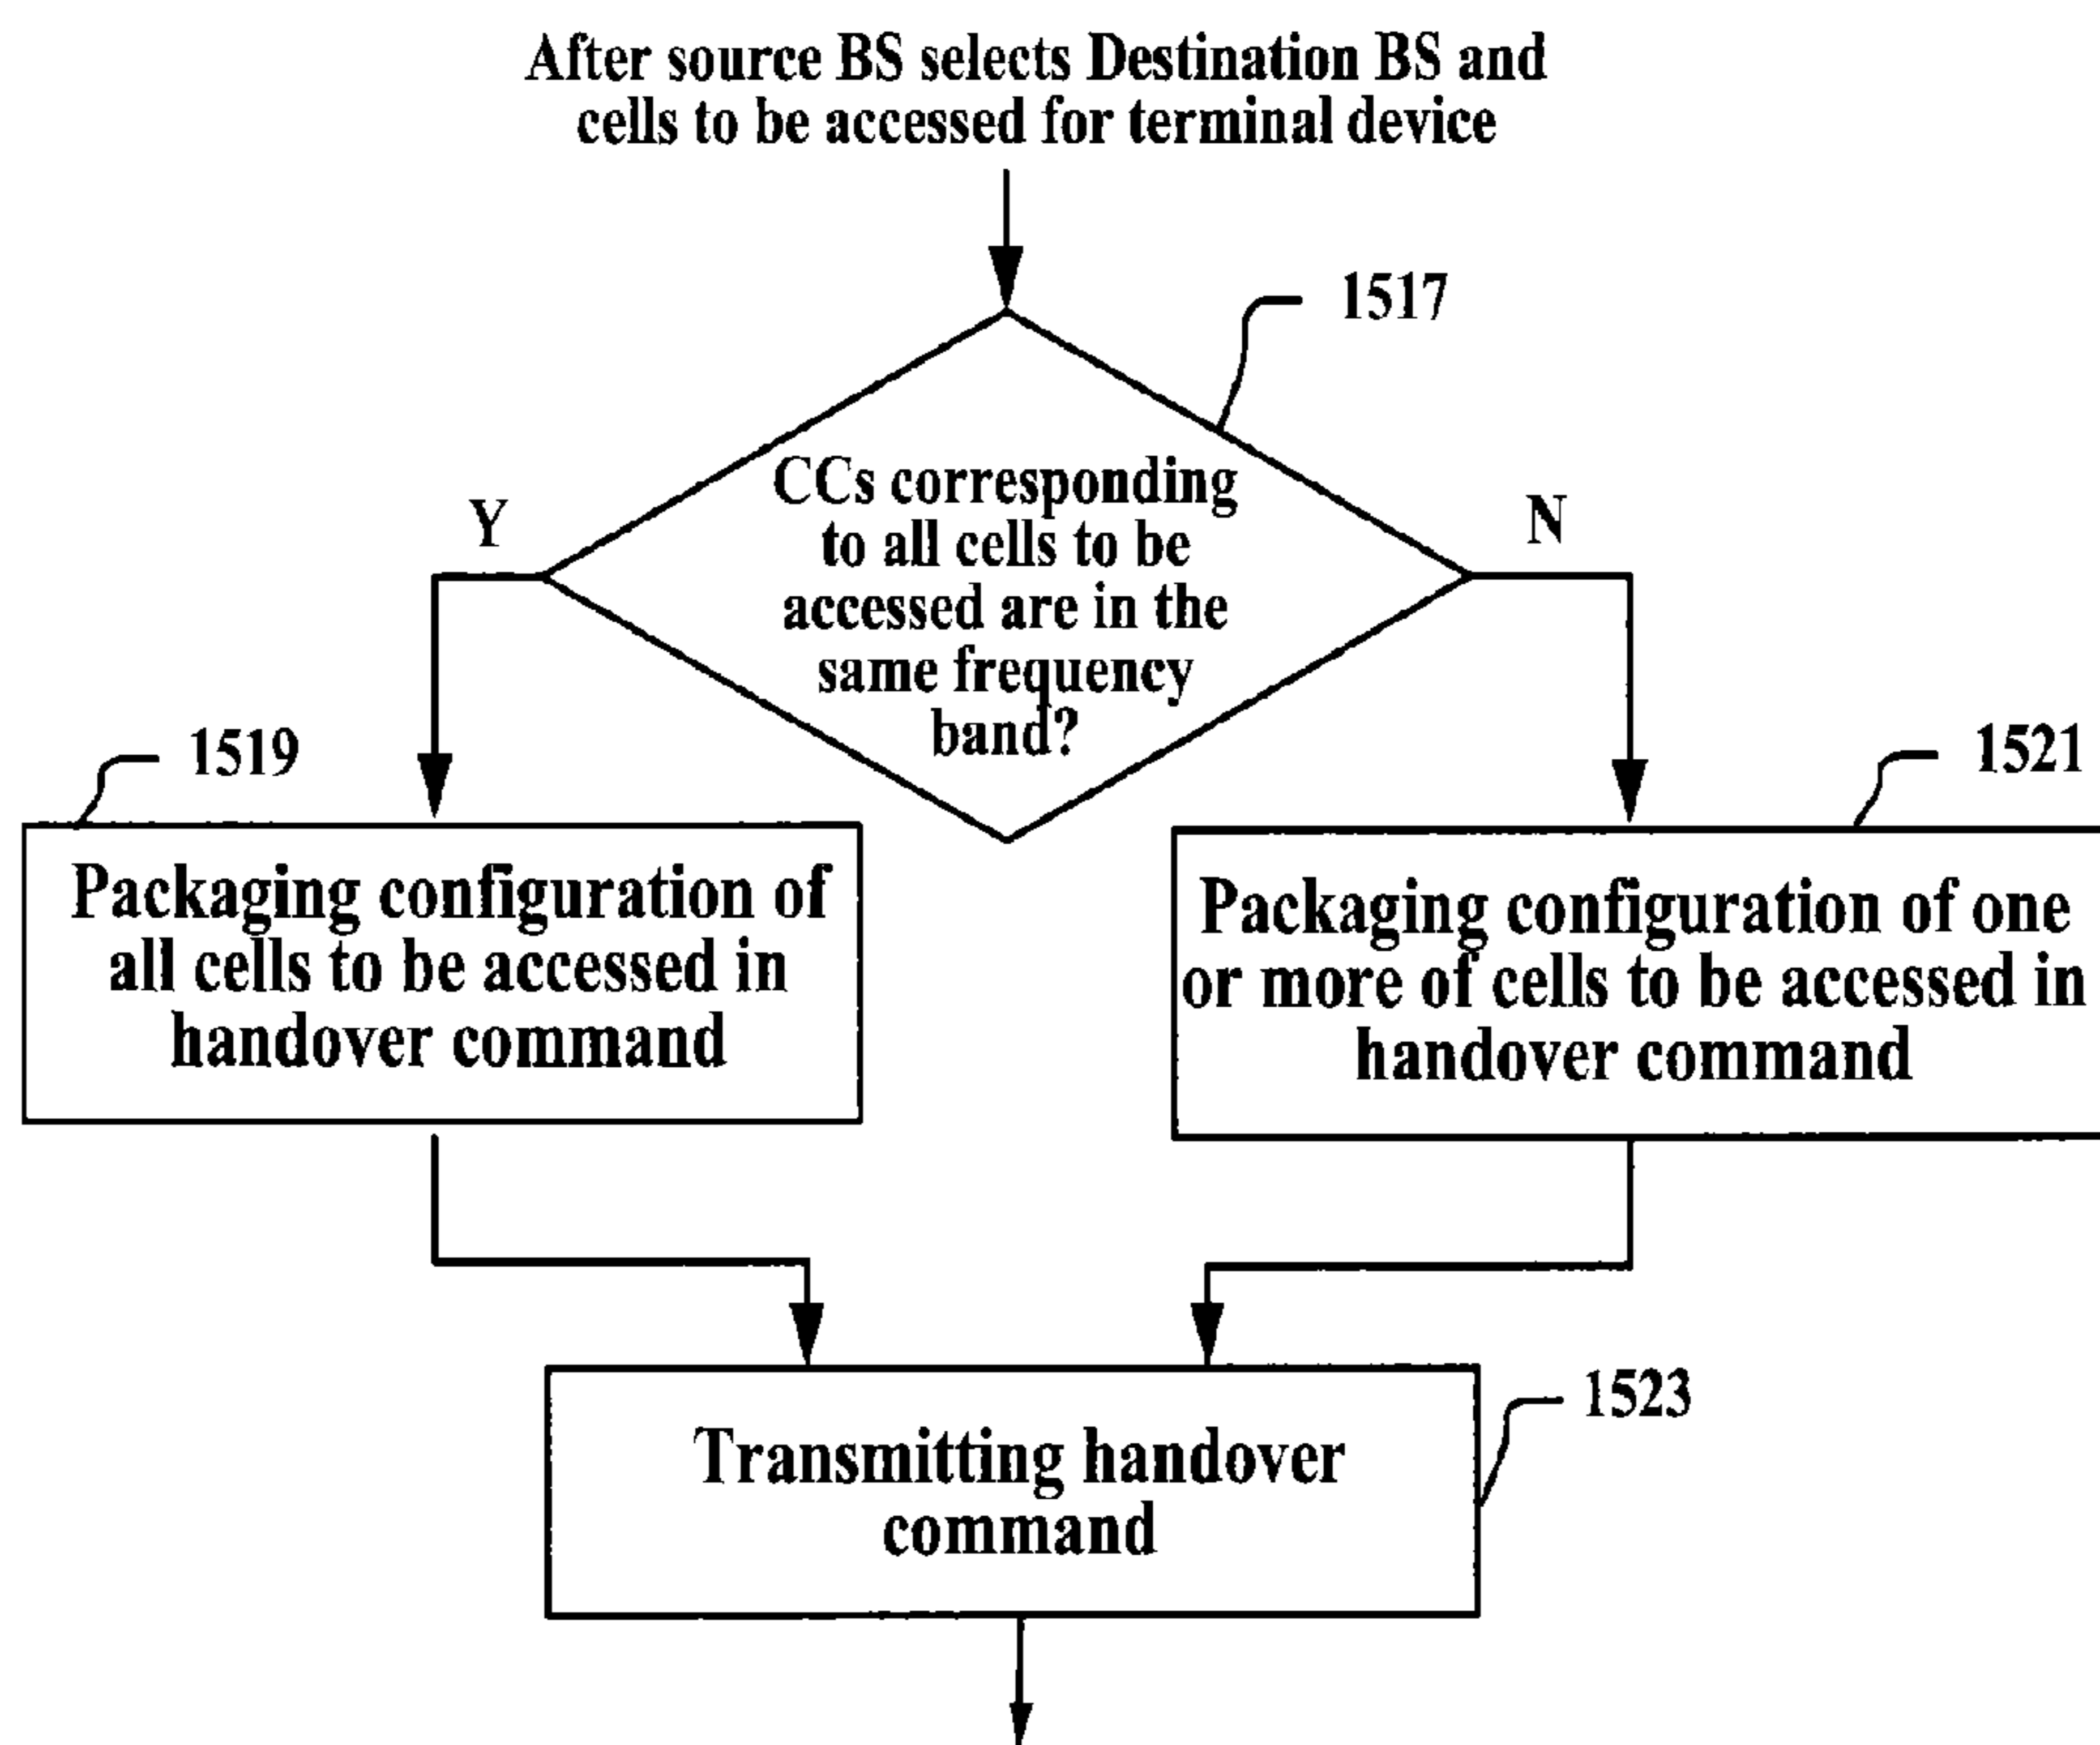 After source BS selects Destination BS and
cells to be accessed for terminal device
1517
CCs corresponding
to all cells to be
accessed are in the
same frequency
band?
Y
N
1519
1521
Packaging configuration of
all cells to be accessed in
handover command
Packaging configuration of one
or more of cells to be accessed in
handover command
Transmitting handover
command
1523